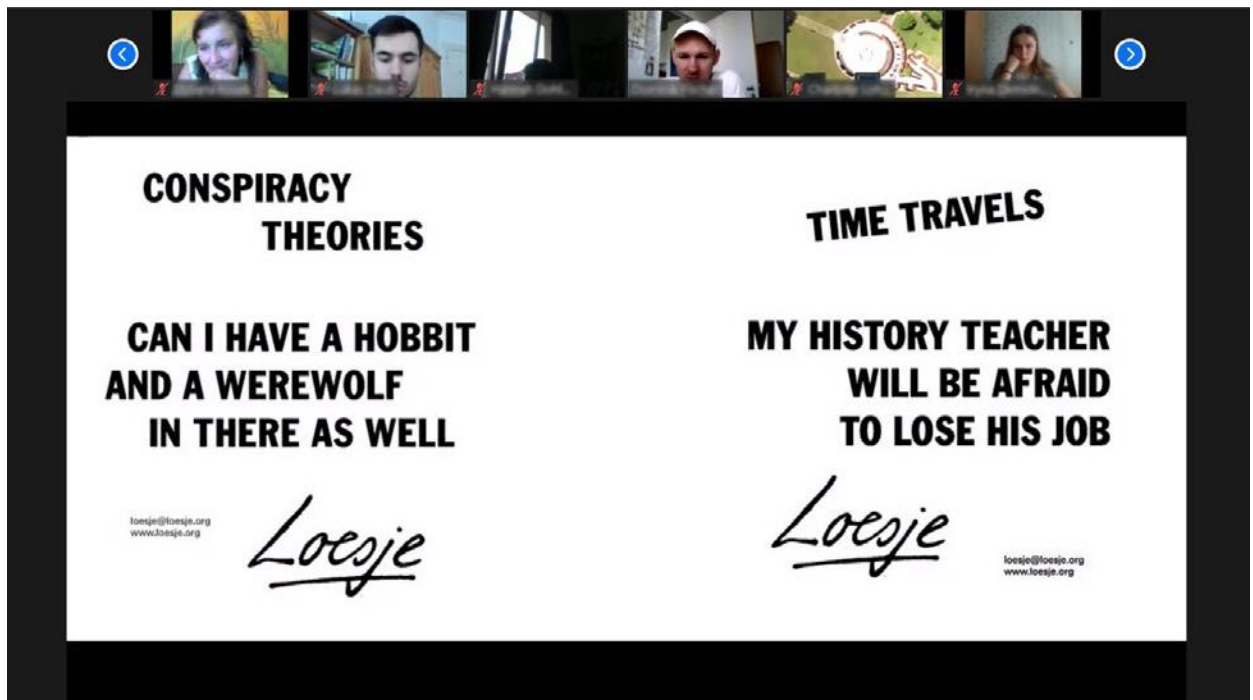 CONSPIRACY
THEORIES
CAN I HAVE A HOBBIT
AND A WEREWOLF
IN THERE AS WELL
loesje@loesje.org
www.loesje.org
Loesje
TIME TRAVELS
MY HISTORY TEACHER
WILL BE AFRAID
TO LOSE HIS JOB
Loesje
loesje@loesje.org
www.loesje.org